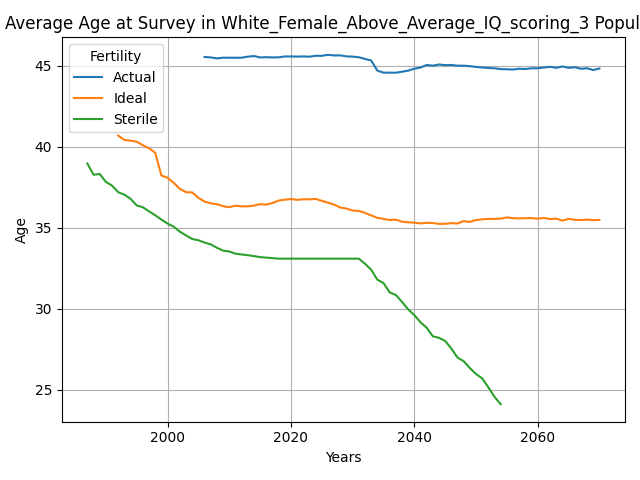 Average Age at Survey in White_Female_Above_Average_IQ_scoring_3 Popul
Fertility
Actual
Ideal
Sterile
45
40
35
30
25
Age
2000 2020 2040 2060
Years